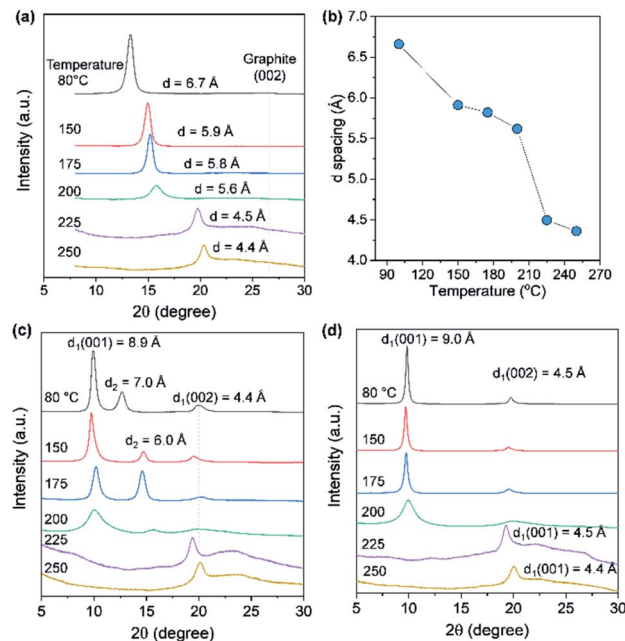 (a)
Temperature
80°C
Graphite
(002)
d = 6.7 Å
150
d = 5.9 Å
175
d = 5.8 Å
200
d = 5.6 Å
225
d = 4.5 Å
250
d = 4.4 Å
Intensity (a.u.)
5 10 15 20 25 30
2θ (degree)
(b)
7.0
6.5
6.0
5.5
5.0
4.5
4.0
d spacing (Å)
90 120 150 180 210 240 270
Temperature (°C)
(c)
d₁(001) = 8.9 Å
80 °C
d₂ = 7.0 Å
d₁(002) = 4.4 Å
150
d₂ = 6.0 Å
175
200
225
250
Intensity (a.u.)
5 10 15 20 25 30
2θ (degree)
(d)
d₁(001) = 9.0 Å
80 °C
d₁(002) = 4.5 Å
150
175
200
225
d₁(001) = 4.5 Å
250
d₁(001) = 4.4 Å
Intensity (a.u.)
5 10 15 20 25 30
2θ (degree)